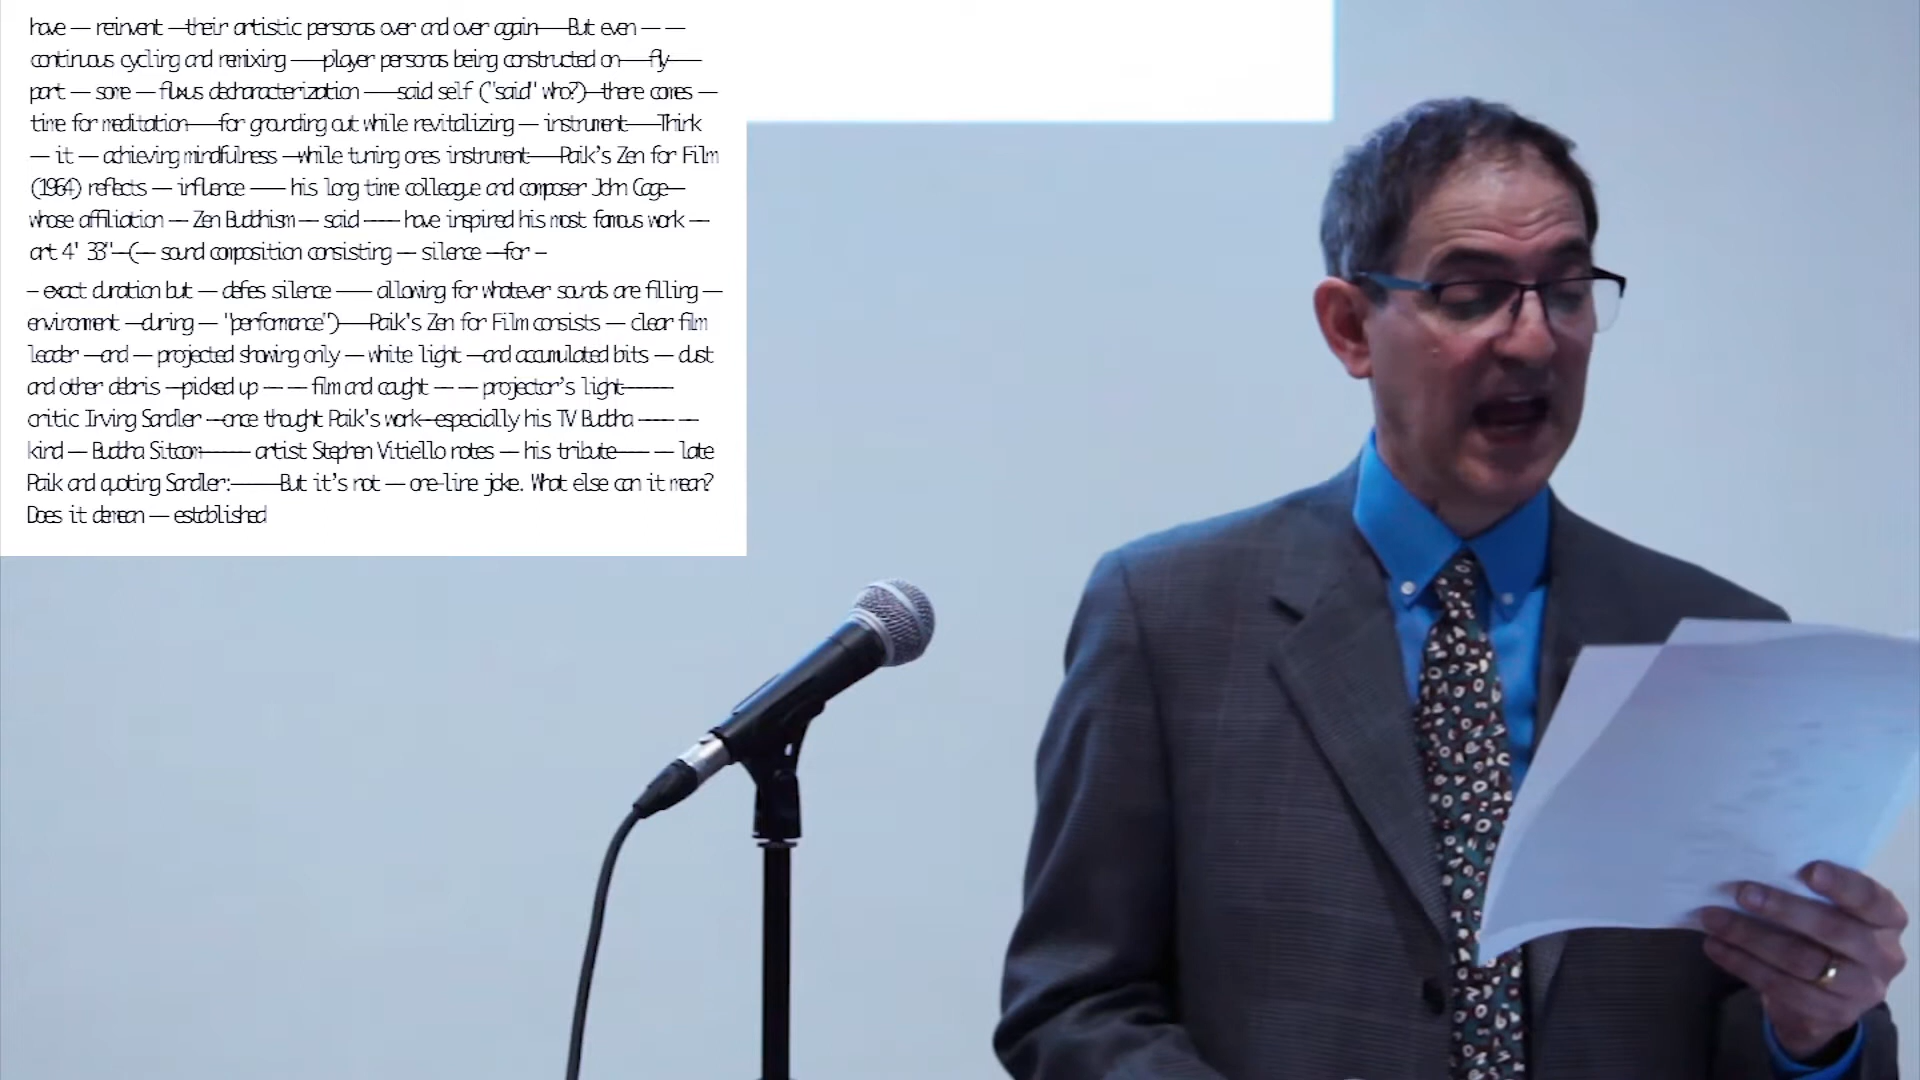 have — reinvent —their artistic personas over and over again——But even — —
continuous cycling and remixing ——player personas being constructed on——fly——
part — some — fluxus decharacterization ——said self ("said" who?)—there comes —
time for meditation——for grounding out while revitalizing — instrument——Think
— it — achieving mindfulness —while tuning ones instrument——Paik's Zen for Film
(1964) reflects — influence —— his long time colleague and composer John Cage—
whose affiliation — Zen Buddhism — said —— have inspired his most famous work —
art 4' 33"—(— sound composition consisting — silence —for –
– exact duration but — defies silence —— allowing for whatever sounds are filling —
environment —during — "performance")——Paik's Zen for Film consists — clear film
leader —and — projected showing only — white light —and accumulated bits — dust
and other debris —picked up — — film and caught — — projector's light———
critic Irving Sandler —once thought Paik's work—especially his TV Buddha —— —
kind — Buddha Sitcom——— artist Stephen Vitiello notes — his tribute—— — late
Paik and quoting Sandler:———But it's not — one-line joke. What else can it mean?
Does it demean — established